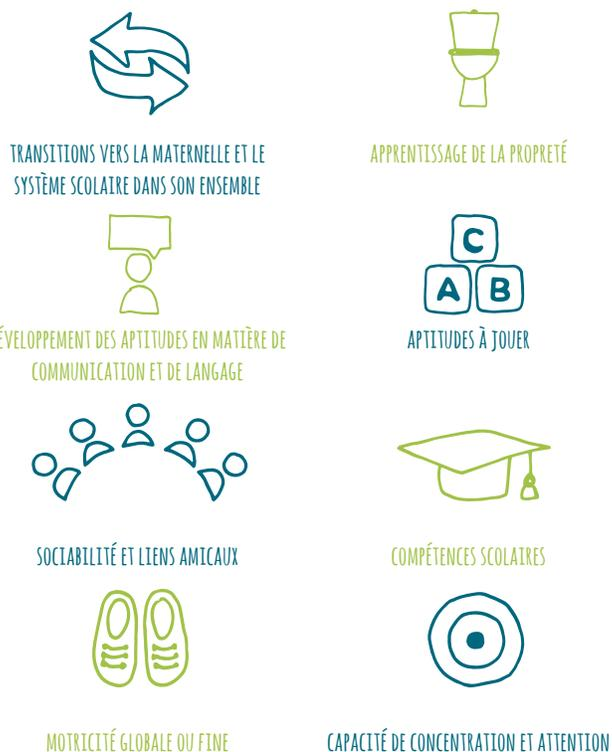 TRANSITIONS VERS LA MATERNELLE ET LE
SYSTÈME SCOLAIRE DANS SON ENSEMBLE
APPRENTISSAGE DE LA PROPRETÉ
ÉVELOPPEMENT DES APTITUDES EN MATIÈRE DE
COMMUNICATION ET DE LANGAGE
C
A B
APTITUDES À JOUER
SOCIABILITÉ ET LIENS AMICAUX
COMPÉTENCES SCOLAIRES
MOTRICITÉ GLOBALE OU FINE
CAPACITÉ DE CONCENTRATION ET ATTENTION